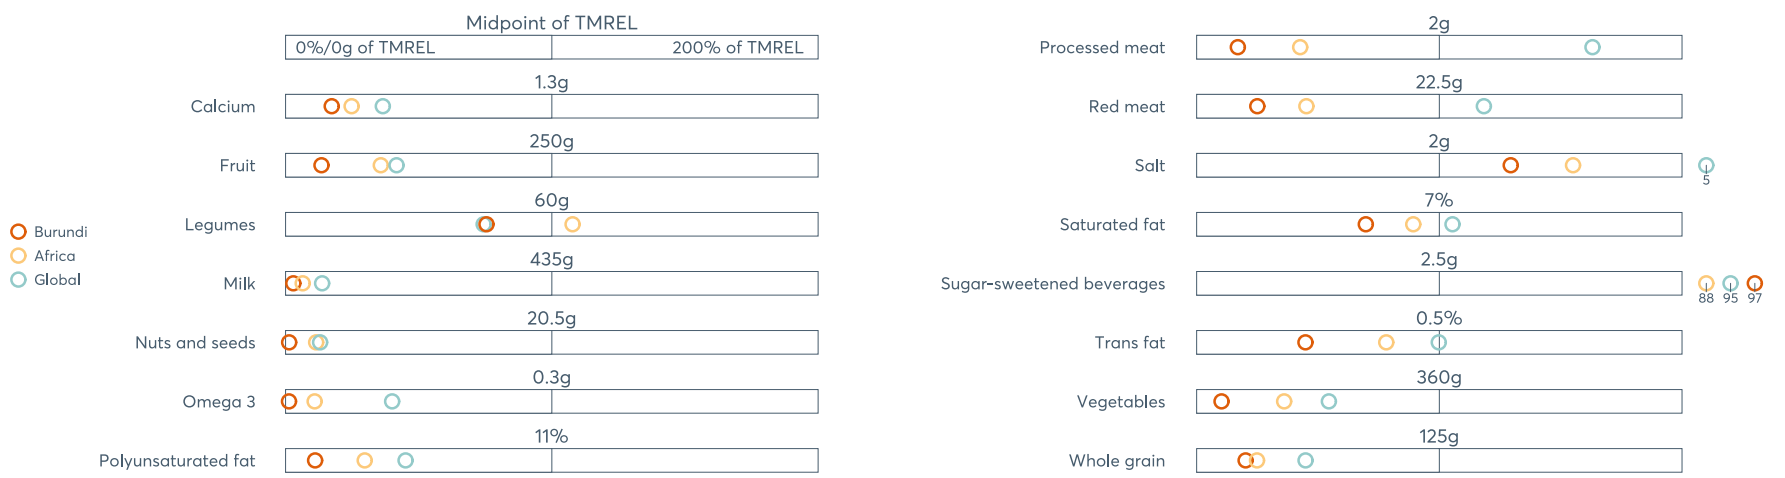 Midpoint of TMREL
0%/0g of TMREL 200% of TMREL
1.3g
Calcium
250g
Fruit
60g
Legumes
435g
Milk
20.5g
Nuts and seeds
0.3g
Omega 3
11%
Polyunsaturated fat
Burundi
Africa
Global
2g
Processed meat
22.5g
Red meat
2g
Salt
5
7%
Saturated fat
2.5g
Sugar-sweetened beverages
88 95 97
0.5%
Trans fat
360g
Vegetables
125g
Whole grain